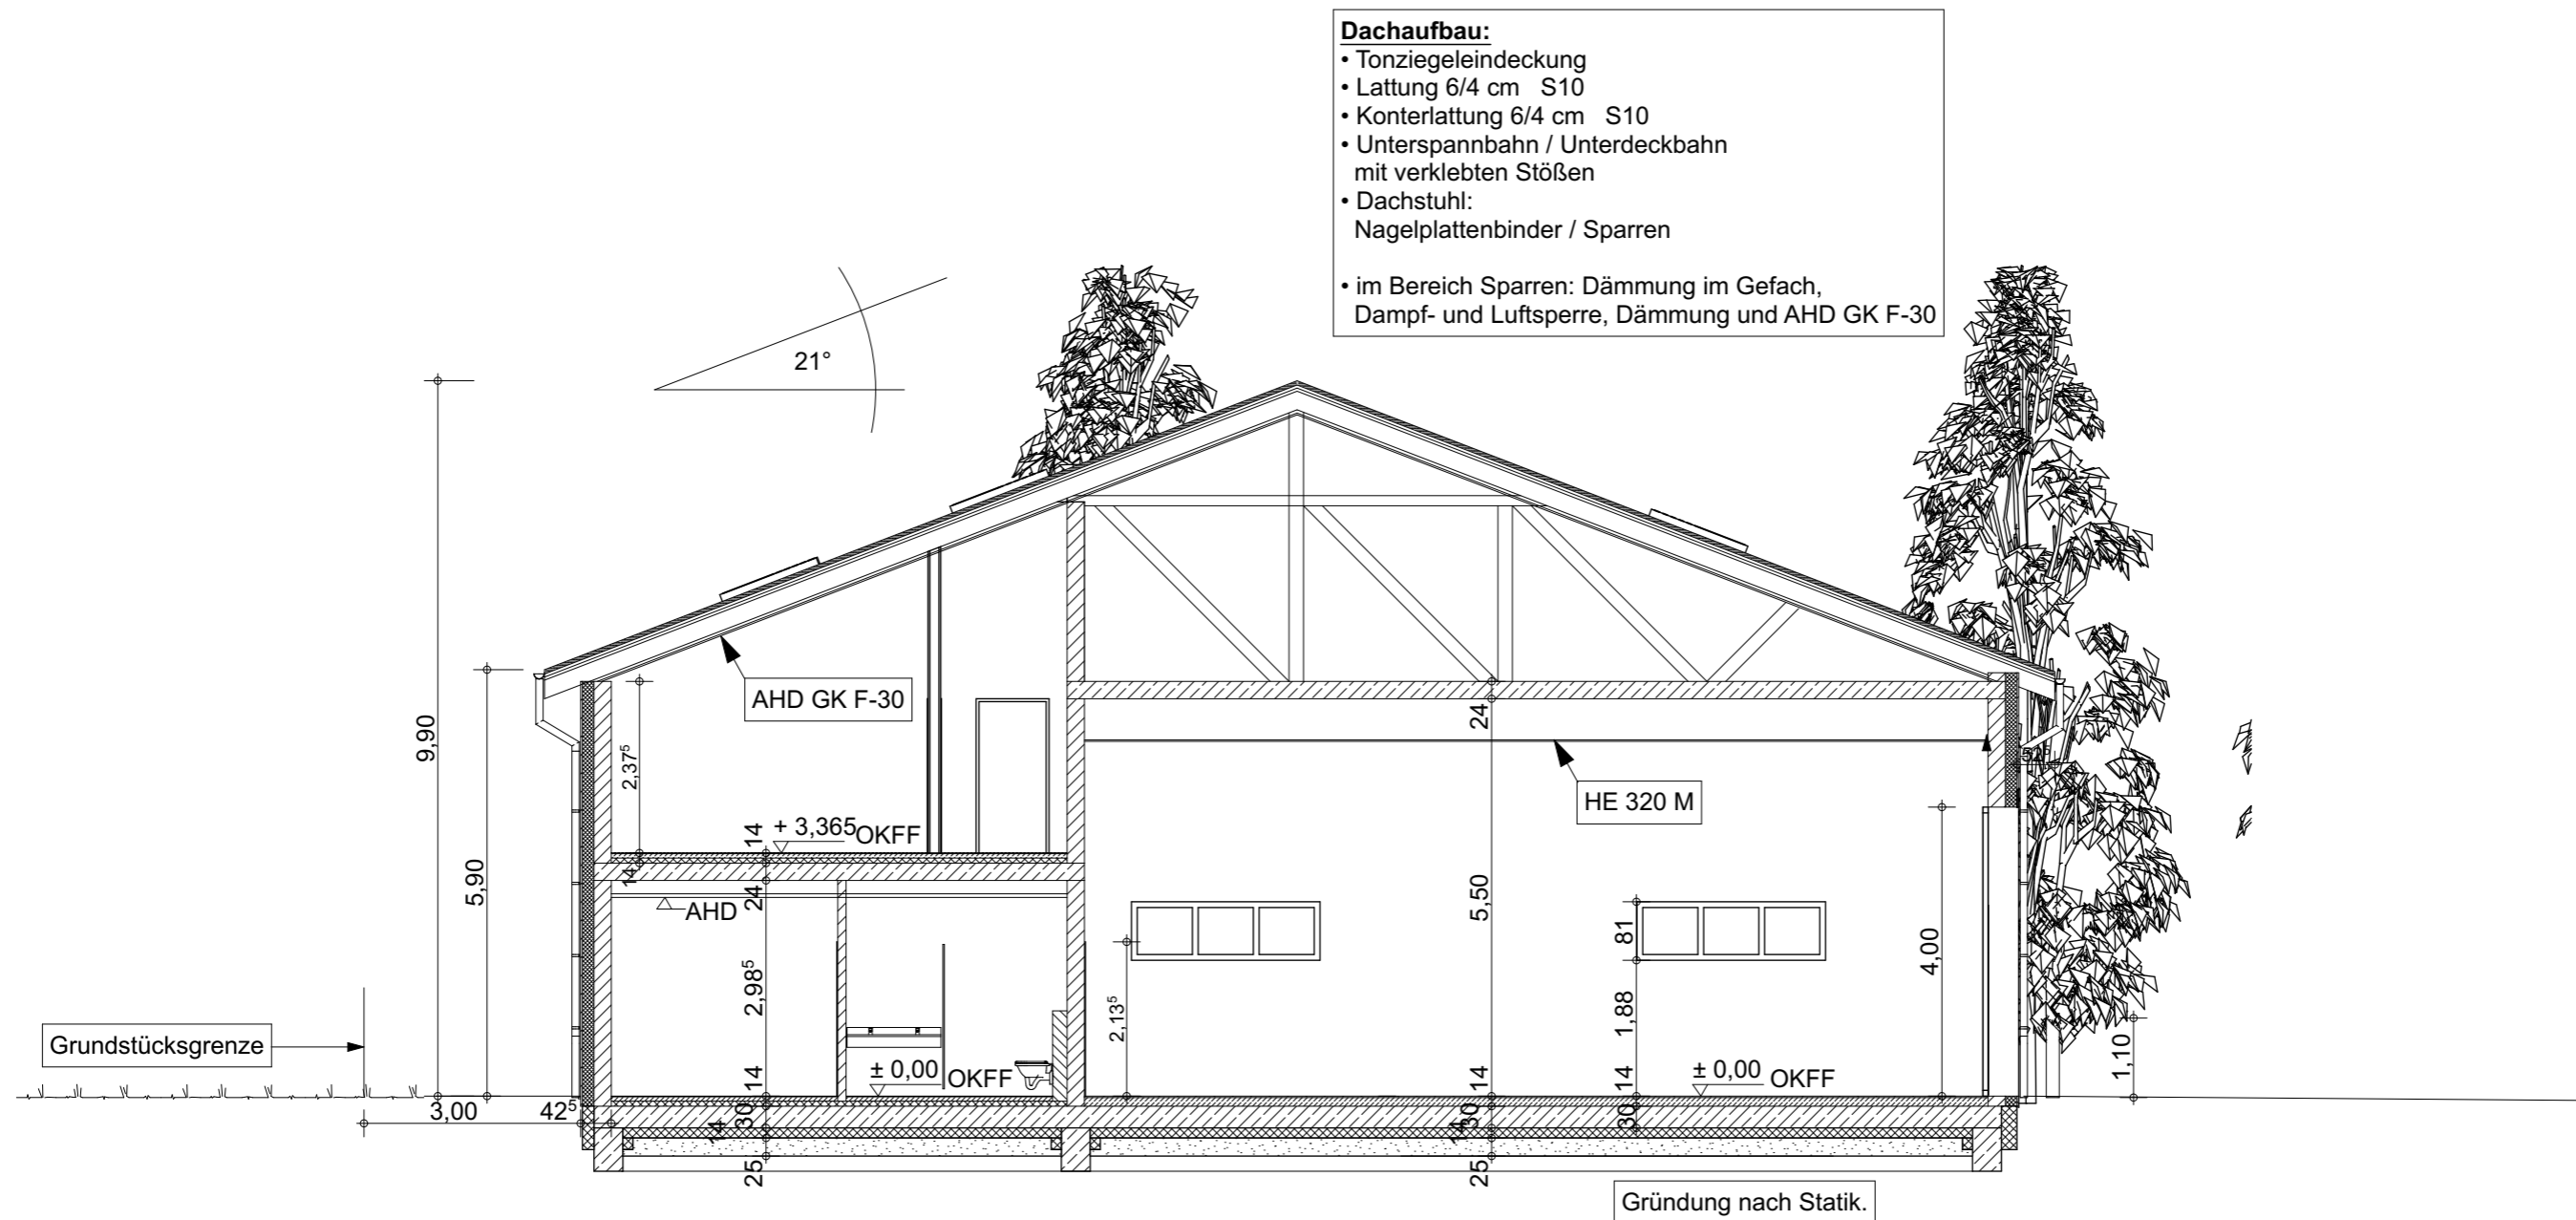 Dachaufbau:
• Tonziegeleindeckung
• Lattung 6/4 cm S10
• Konterlattung 6/4 cm S10
• Unterspannbahn / Unterdeckbahn
mit verklebten Stößen
• Dachstuhl:
Nagelplattenbinder / Sparren
• im Bereich Sparren: Dämmung im Gefach,
Dampf- und Luftsperre, Dämmung und AHD GK F-30
21°
9,90
5,90
AHD GK F-30
2,37⁵
24
52⁵
HE 320 M
14
+ 3,365 OKFF
14
24
AHD
5,50
81
4,00
2,98⁵
2,13⁵
1,88
1,10
Grundstücksgrenze
14
± 0,00 OKFF
14
14
± 0,00 OKFF
3,00
42⁵
14
30
14
30
30
25
25
Gründung nach Statik.